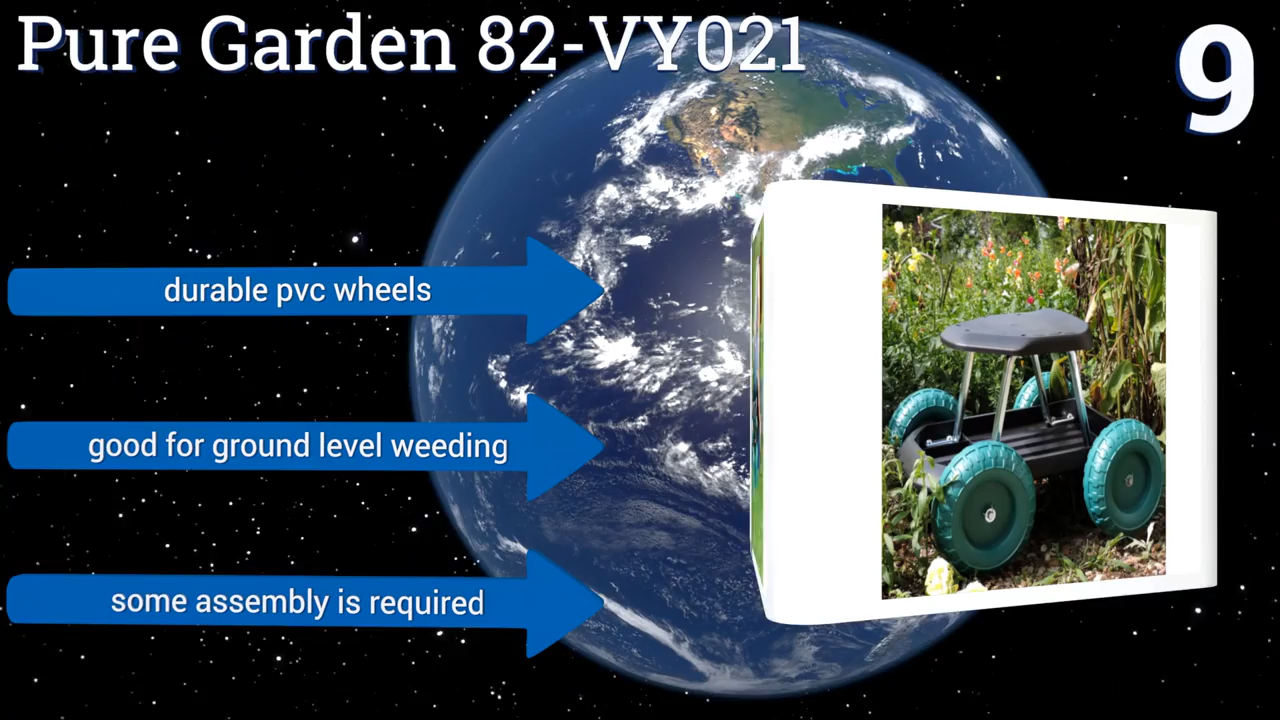 Pure Garden 82-VY021
9
durable pvc wheels
good for ground level weeding
some assembly is required